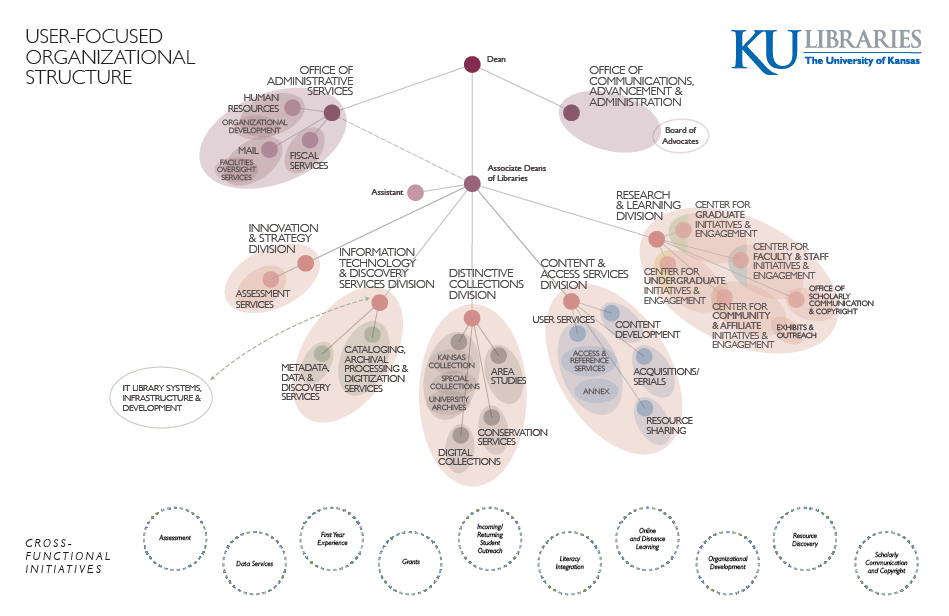 USER-FOCUSED
ORGANIZATIONAL
STRUCTURE
KU LIBRARIES
The University of Kansas
Dean
OFFICE OF
ADMINISTRATIVE
SERVICES
HUMAN
RESOURCES
ORGANIZATIONAL
DEVELOPMENT
MAIL
FACILITIES
OVERSIGHT
SERVICES
FISCAL
SERVICES
OFFICE OF
COMMUNICATIONS,
ADVANCEMENT &
ADMINISTRATION
Board of
Advocates
Associate Deans
of Libraries
Assistant
INNOVATION
& STRATEGY
DIVISION
ASSESSMENT
SERVICES
INFORMATION
TECHNOLOGY
& DISCOVERY
SERVICES DIVISION
METADATA,
DATA &
DISCOVERY
SERVICES
CATALOGING,
ARCHIVAL
PROCESSING &
DIGITIZATION
SERVICES
IT LIBRARY SYSTEMS,
INFRASTRUCTURE &
DEVELOPMENT
DISTINCTIVE
COLLECTIONS
DIVISION
KANSAS
COLLECTION
SPECIAL
COLLECTIONS
UNIVERSITY
ARCHIVES
AREA
STUDIES
CONSERVATION
SERVICES
DIGITAL
COLLECTIONS
CONTENT &
ACCESS SERVICES
DIVISION
USER SERVICES
ACCESS &
REFERENCE
SERVICES
ANNEX
CONTENT
DEVELOPMENT
ACQUISITIONS/
SERIALS
RESOURCE
SHARING
RESEARCH
& LEARNING
DIVISION
CENTER FOR
GRADUATE
INITIATIVES &
ENGAGEMENT
CENTER FOR
FACULTY & STAFF
INITIATIVES &
ENGAGEMENT
CENTER FOR
UNDERGRADUATE
INITIATIVES &
ENGAGEMENT
CENTER FOR
COMMUNITY
& AFFILIATE
INITIATIVES &
ENGAGEMENT
OFFICE OF
SCHOLARLY
COMMUNICATION
& COPYRIGHT
EXHIBITS &
OUTREACH
CROSS-
FUNCTIONAL
INITIATIVES
Assessment
Data Services
First Year
Experience
Grants
Incoming/
Returning
Student
Outreach
Literacy
Integration
Online
and Distance
Learning
Organizational
Development
Resource
Discovery
Scholarly
Communication
and Copyright